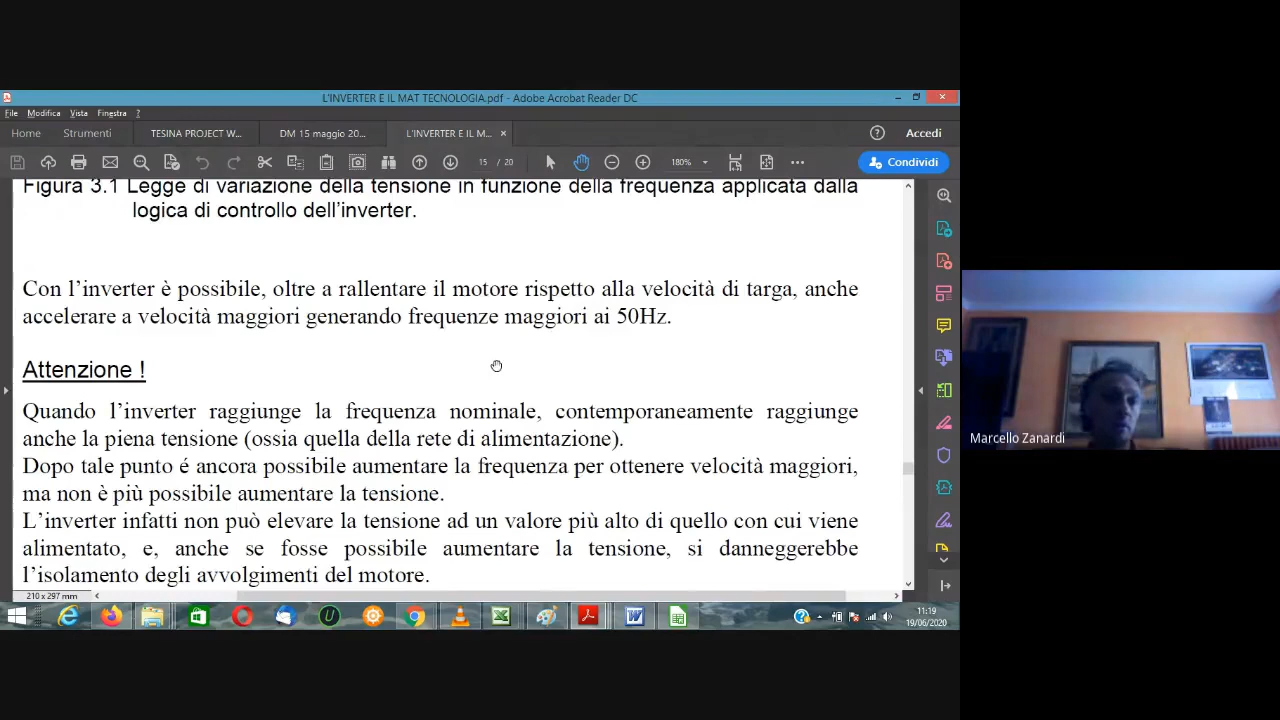 L'INVERTER E IL MAT TECNOLOGIA.pdf - Adobe Acrobat Reader DC
File Modifica Vista Finestra ?
Home Strumenti TESINA PROJECT W... DM 15 maggio 20... L'INVERTER E IL M... × Accedi
15 / 20 180% Condividi
Figura 3.1 Legge di variazione della tensione in funzione della frequenza applicata dalla
logica di controllo dell'inverter.
Con l'inverter è possibile, oltre a rallentare il motore rispetto alla velocità di targa, anche
accelerare a velocità maggiori generando frequenze maggiori ai 50Hz.
Attenzione !
Quando l'inverter raggiunge la frequenza nominale, contemporaneamente raggiunge
anche la piena tensione (ossia quella della rete di alimentazione).
Dopo tale punto é ancora possibile aumentare la frequenza per ottenere velocità maggiori,
ma non è più possibile aumentare la tensione.
L'inverter infatti non può elevare la tensione ad un valore più alto di quello con cui viene
alimentato, e, anche se fosse possibile aumentare la tensione, si danneggerebbe
l'isolamento degli avvolgimenti del motore.
210 x 297 mm
11:19
19/06/2020
Marcello Zanardi